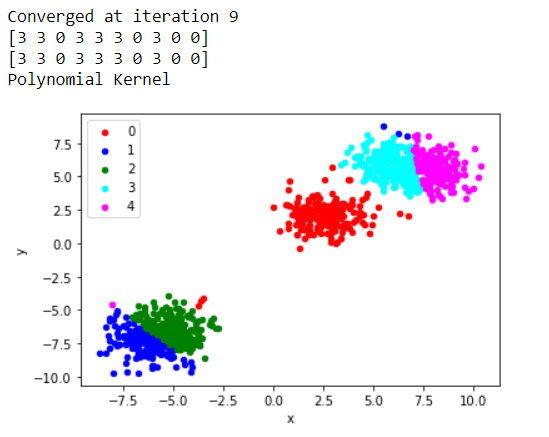 Converged at iteration 9
[3 3 0 3 3 3 0 3 0 0]
[3 3 0 3 3 3 0 3 0 0]
Polynomial Kernel
0
1
2
3
4
7.5
5.0
2.5
0.0
−2.5
−5.0
−7.5
−10.0
y
−7.5 −5.0 −2.5 0.0 2.5 5.0 7.5 10.0
x